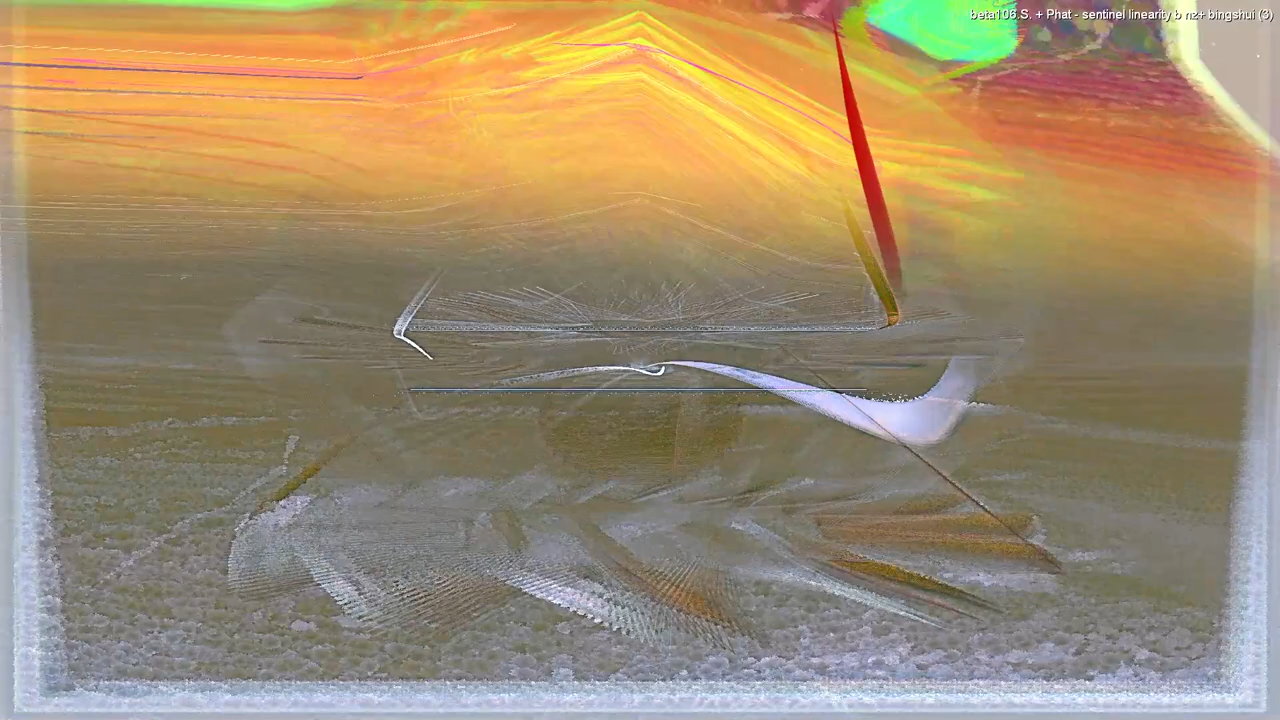 beta106.S. + Phat - sentinel linearity b nz+ bingshui (3)